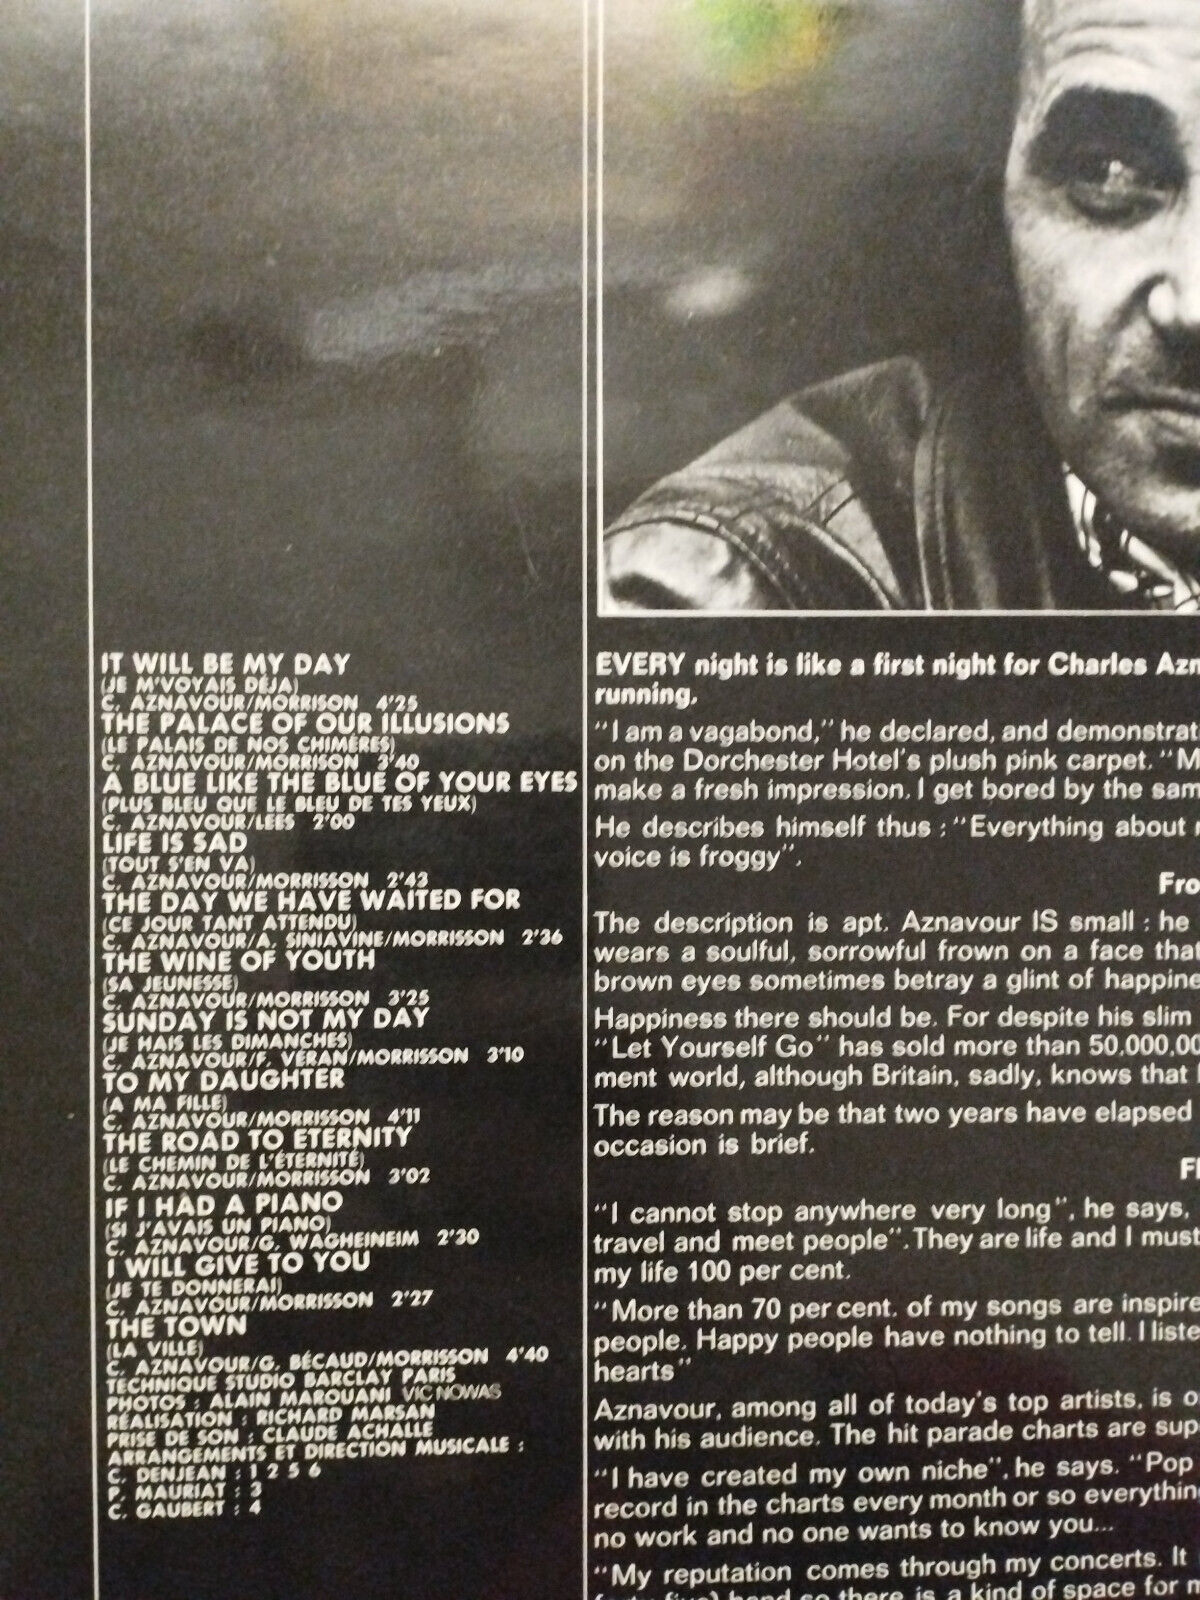 IT WILL BE MY DAY
(JE M'VOYAIS DÉJA)
C. AZNAVOUR/MORRISON 4'25
THE PALACE OF OUR ILLUSIONS
(LE PALAIS DE NOS CHIMÈRES)
C. AZNAVOUR/MORISSON 3'40
A BLUE LIKE THE BLUE OF YOUR EYES
(PLUS BLEU QUE LE BLEU DE TES YEUX)
C. AZNAVOUR/LEES 2'00
LIFE IS SAD
(TOUT S'EN VA)
C. AZNAVOUR/MORRISSON 2'43
THE DAY WE HAVE WAITED FOR
(CE JOUR TANT ATTENDU)
C. AZNAVOUR/A. SINIAVINE/MORRISSON 2'36
THE WINE OF YOUTH
(SA JEUNESSE)
C. AZNAVOUR/MORRISSON 3'25
SUNDAY IS NOT MY DAY
(JE HAIS LES DIMANCHES)
C. AZNAVOUR/F. VERAN/MORRISSON 3'10
TO MY DAUGHTER
(A MA FILLE)
C. AZNAVOUR/MORRISSON 4'11
THE ROAD TO ETERNITY
(LE CHEMIN DE L'ÉTERNITÉ)
C. AZNAVOUR/MORRISSON 3'02
IF I HAD A PIANO
(SI J'AVAIS UN PIANO)
C. AZNAVOUR/G. WAGHEINEIM 2'30
I WILL GIVE TO YOU
(JE TE DONNERAI)
C. AZNAVOUR/MORRISSON 2'27
THE TOWN
(LA VILLE)
C. AZNAVOUR/G. BÉCAUD/MORRISSON 4'40
TECHNIQUE STUDIO BARCLAY PARIS
PHOTOS : ALAIN MAROUANI VIC NOWAS
RÉALISATION : RICHARD MARSAN
PRISE DE SON : CLAUDE ACHALLE
ARRANGEMENTS ET DIRECTION MUSICALE :
C. DENJEAN : 1 2 5 6
P. MAURIAT : 3
C. GAUBERT : 4
EVERY night is like a first night for Charles Azn
running.
"I am a vagabond," he declared, and demonstrat
on the Dorchester Hotel's plush pink carpet. "M
make a fresh impression. I get bored by the sam
He describes himself thus : "Everything about
voice is froggy".
Fro
The description is apt. Aznavour IS small : he
wears a soulful, sorrowful frown on a face that
brown eyes sometimes betray a glint of happine
Happiness there should be. For despite his slim
"Let Yourself Go" has sold more than 50,000,00
ment world, although Britain, sadly, knows that
The reason may be that two years have elapsed
occasion is brief.
"I cannot stop anywhere very long", he says,
travel and meet people". They are life and I must
my life 100 per cent.
"More than 70 per cent. of my songs are inspire
people. Happy people have nothing to tell. I liste
hearts"
Aznavour, among all of today's top artists, is o
with his audience. The hit parade charts are sup
"I have created my own niche", he says. "Pop
record in the charts every month or so everything
no work and no one wants to know you...
"My reputation comes through my concerts. It
band so there is a kind of space for m